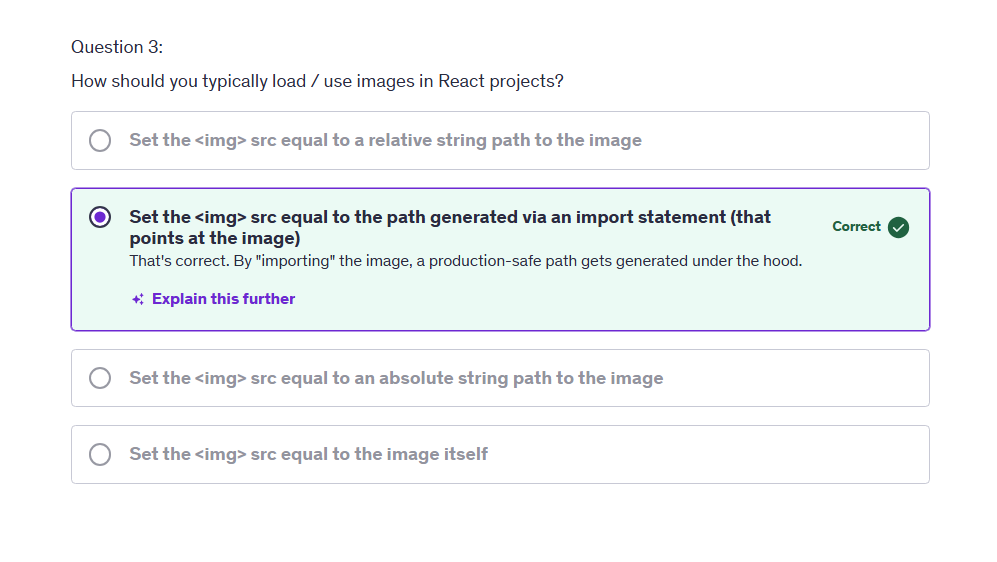 Question 3:
How should you typically load / use images in React projects?
Set the <img> src equal to a relative string path to the image
Set the <img> src equal to the path generated via an import statement (that
points at the image)
Correct
That's correct. By "importing" the image, a production-safe path gets generated under the hood.
Explain this further
Set the <img> src equal to an absolute string path to the image
Set the <img> src equal to the image itself